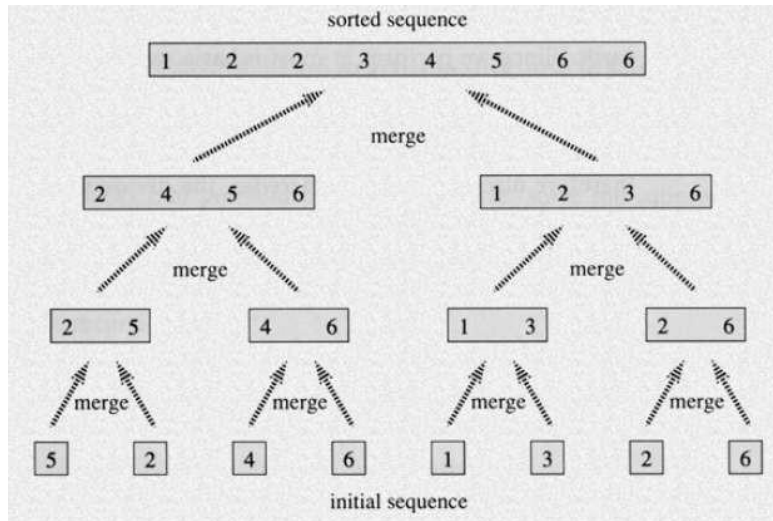 sorted sequence
1 2 2 3 4 5 6 6
merge
2 4 5 6 1 2 3 6
merge merge
2 5 4 6 1 3 2 6
merge merge merge merge
5 2 4 6 1 3 2 6
initial sequence